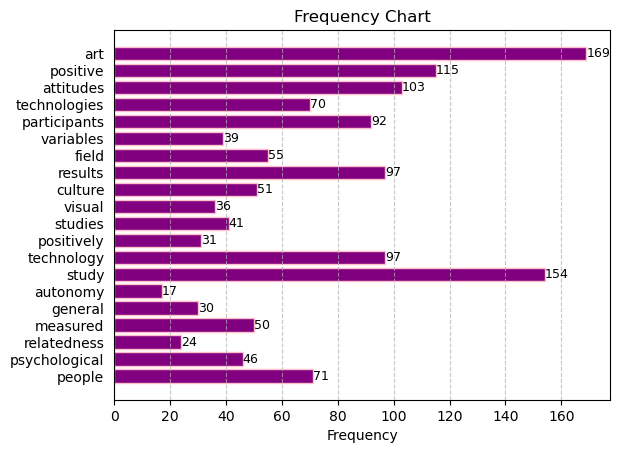 Frequency Chart
art 169
positive 115
attitudes 103
technologies 70
participants 92
variables 39
field 55
results 97
culture 51
visual 36
studies 41
positively 31
technology 97
study 154
autonomy 17
general 30
measured 50
relatedness 24
psychological 46
people 71
0 20 40 60 80 100 120 140 160
Frequency